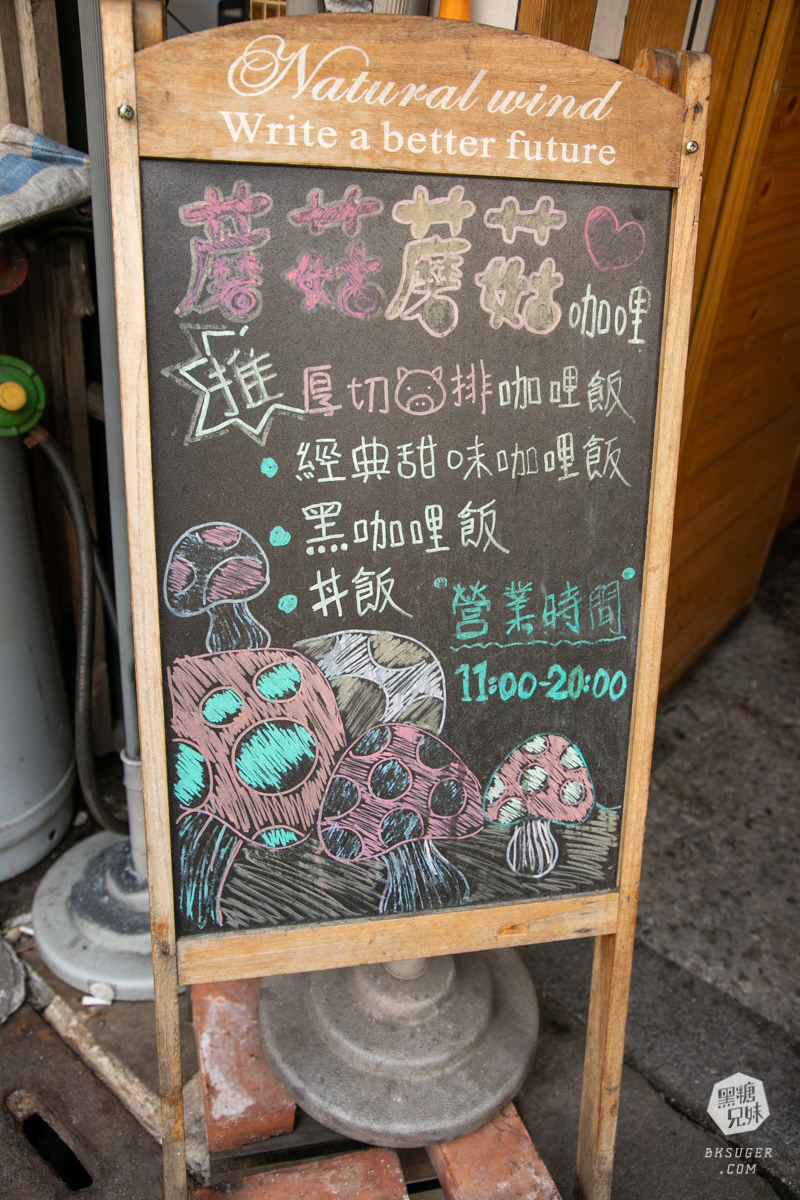 Natural wind
Write a better future
蘑菇蘑菇咖哩
推 厚切排咖哩飯
經典甜味咖哩飯
黑咖哩飯
丼飯
營業時間
11:00-20:00
黑糖兄妹
BKSUGER
.COM